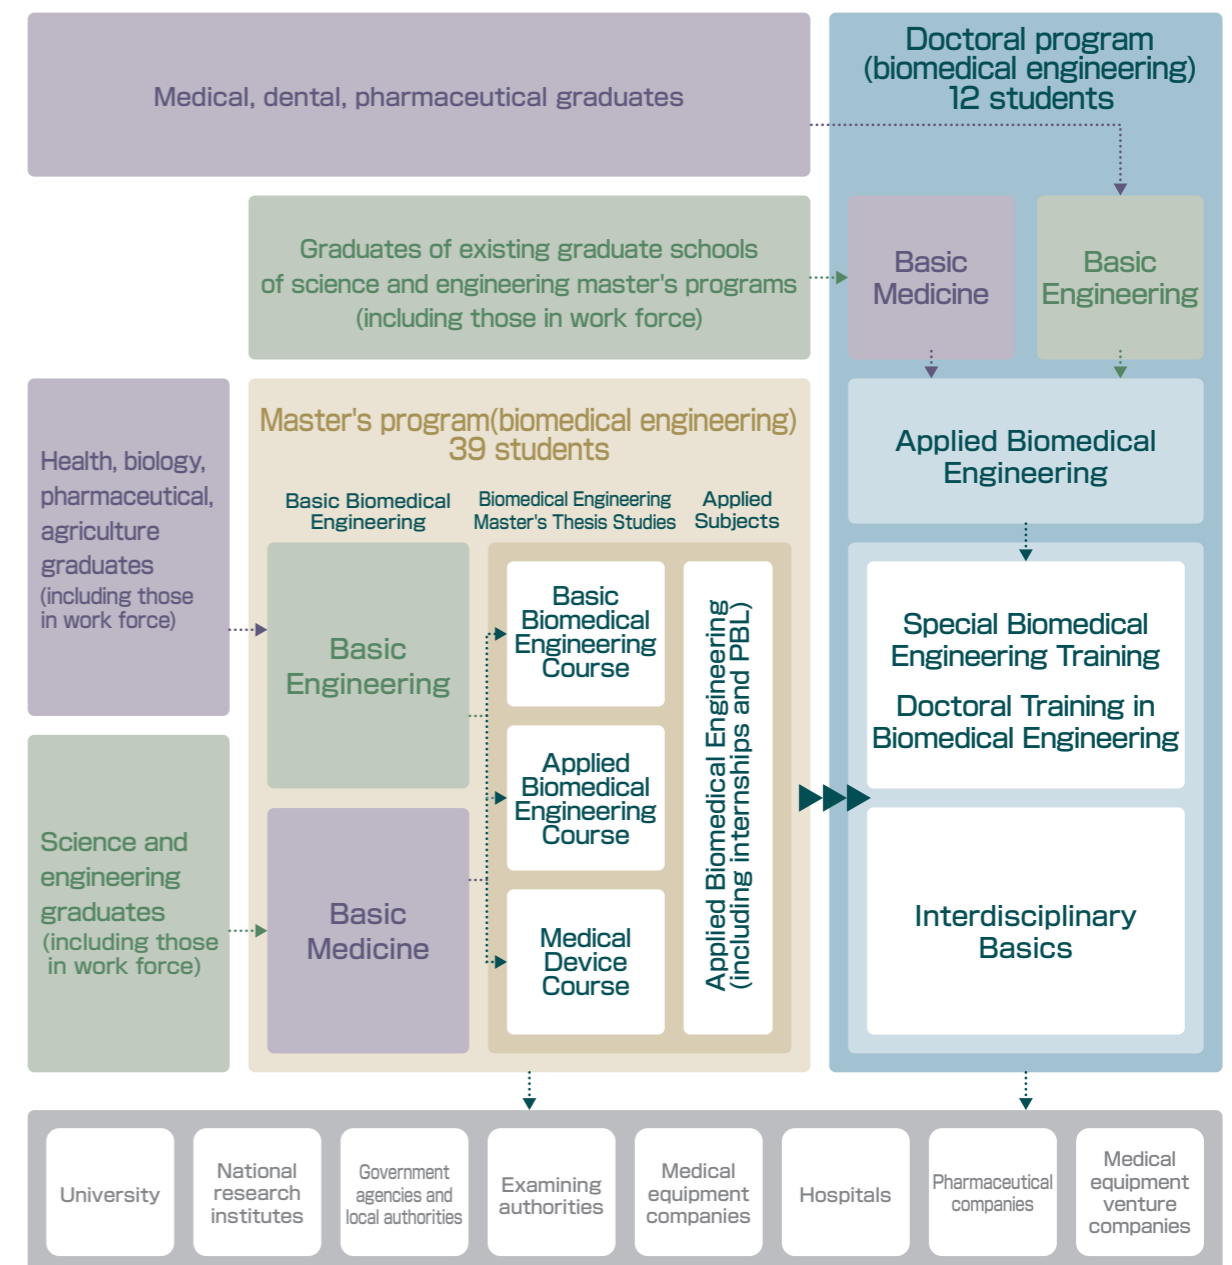 Medical, dental, pharmaceutical graduates
Doctoral program
(biomedical engineering)
12 students
Graduates of existing graduate schools
of science and engineering master's programs
(including those in work force)
Basic
Medicine
Basic
Engineering
Health, biology,
pharmaceutical,
agriculture
graduates
(including those
in work force)
Science and
engineering
graduates
(including those
in work force)
Master's program(biomedical engineering)
39 students
Basic Biomedical
Engineering
Biomedical Engineering
Master's Thesis Studies
Applied
Subjects
Basic
Engineering
Basic
Medicine
Basic
Biomedical
Engineering
Course
Applied
Biomedical
Engineering
Course
Medical
Device
Course
Applied Biomedical Engineering
(including internships and PBL)
Applied Biomedical
Engineering
Special Biomedical
Engineering Training
Doctoral Training in
Biomedical Engineering
Interdisciplinary
Basics
University
National
research
institutes
Government
agencies and
local authorities
Examining
authorities
Medical
equipment
companies
Hospitals
Pharmaceutical
companies
Medical
equipment
venture
companies